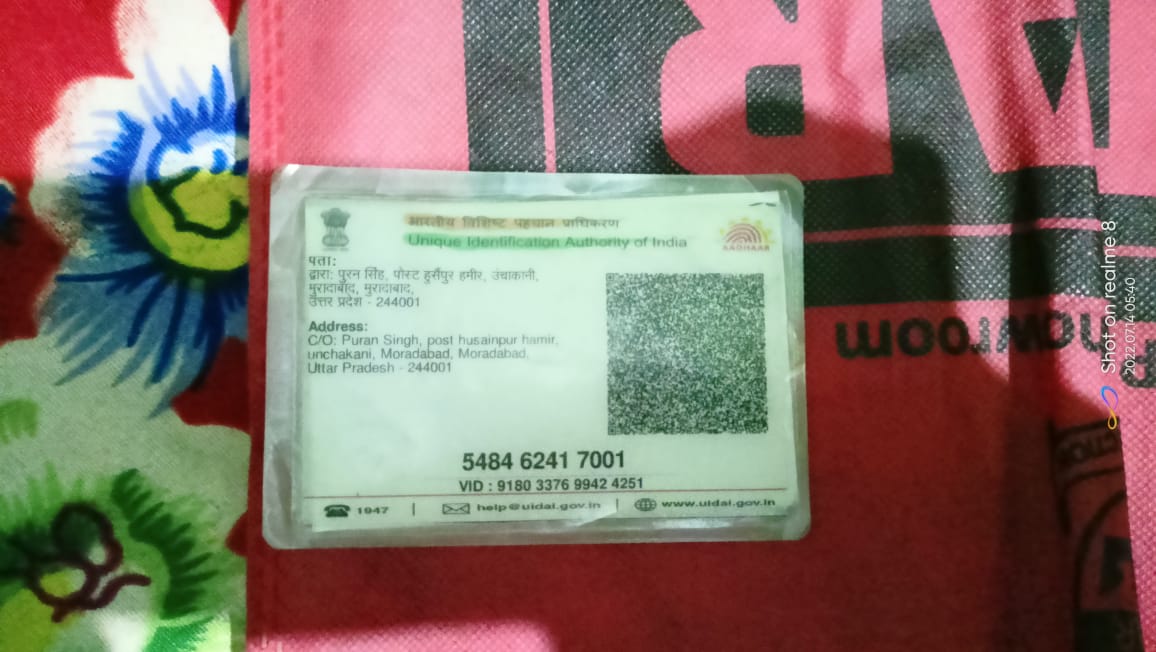 भारतीय विशिष्ट पहचान प्राधिकरण
Unique Identification Authority of India
AADHAAR
पता:
द्वारा: पुरन सिंह, पोस्ट हुसैपुर हमीर, उंचाकानी,
मुरादाबाद, मुरादाबाद,
उत्तर प्रदेश - 244001
Address:
C/O: Puran Singh, post husainpur hamir,
unchakani, Moradabad, Moradabad,
Uttar Pradesh - 244001
5484 6241 7001
VID : 9180 3376 9942 4251
1947 | help@uidai.gov.in | www.uidai.gov.in
Shot on realme 8
2022.07.14 05:40